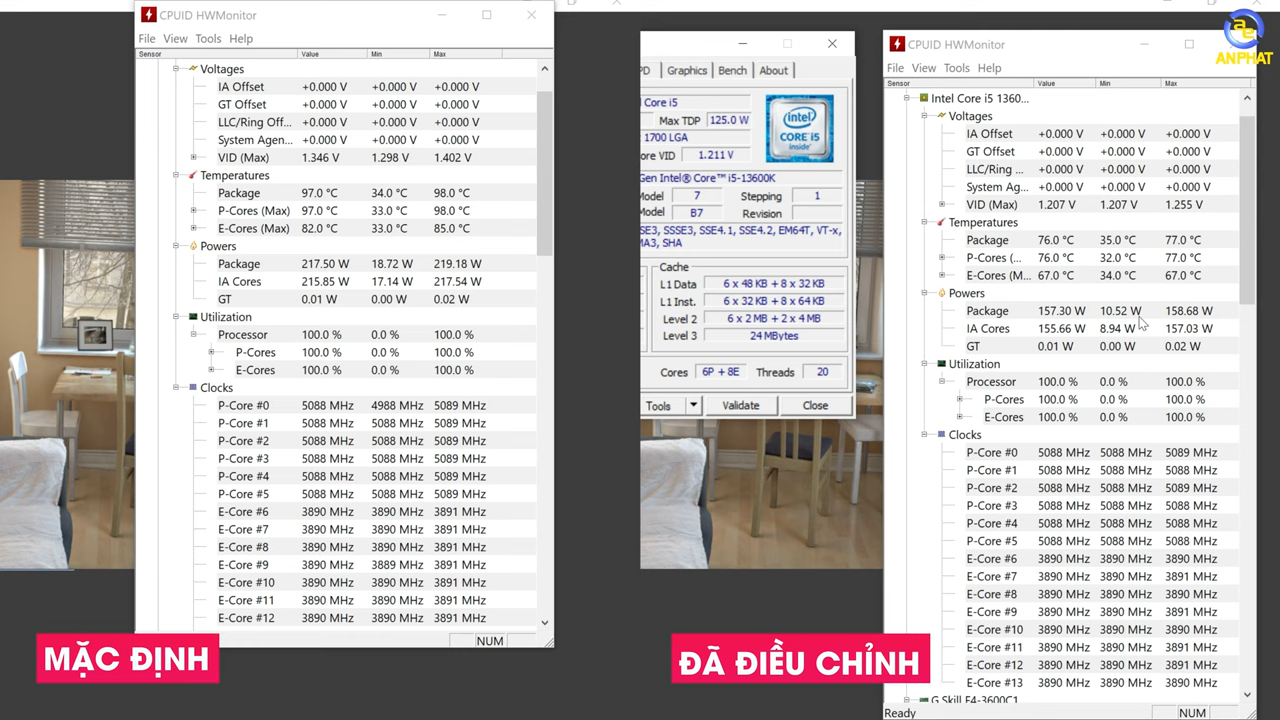 CPUID HWMonitor
File View Tools Help
Sensor Value Min Max
Voltages
IA Offset +0.000 V +0.000 V +0.000 V
GT Offset +0.000 V +0.000 V +0.000 V
LLC/Ring Off... +0.000 V +0.000 V +0.000 V
System Agen... +0.000 V +0.000 V +0.000 V
VID (Max) 1.346 V 1.298 V 1.402 V
Temperatures
Package 97.0 °C 34.0 °C 98.0 °C
P-Cores (Max) 97.0 °C 33.0 °C 98.0 °C
E-Cores (Max) 82.0 °C 33.0 °C 85.0 °C
Powers
Package 217.50 W 18.72 W 219.18 W
IA Cores 215.85 W 17.14 W 217.54 W
GT 0.01 W 0.00 W 0.02 W
Utilization
Processor 100.0 % 0.0 % 100.0 %
P-Cores 100.0 % 0.0 % 100.0 %
E-Cores 100.0 % 0.0 % 100.0 %
Clocks
P-Core #0 5088 MHz 4988 MHz 5089 MHz
P-Core #1 5088 MHz 5088 MHz 5089 MHz
P-Core #2 5088 MHz 5088 MHz 5089 MHz
P-Core #3 5088 MHz 5088 MHz 5089 MHz
P-Core #4 5088 MHz 5088 MHz 5089 MHz
P-Core #5 5088 MHz 5088 MHz 5089 MHz
E-Core #6 3890 MHz 3890 MHz 3891 MHz
E-Core #7 3890 MHz 3890 MHz 3891 MHz
E-Core #8 3890 MHz 3890 MHz 3891 MHz
E-Core #9 3890 MHz 3889 MHz 3891 MHz
E-Core #10 3890 MHz 3890 MHz 3891 MHz
E-Core #11 3890 MHz 3890 MHz 3891 MHz
E-Core #12 3890 MHz 3890 MHz 3891 MHz
NUM
MẶC ĐỊNH
PD Graphics Bench About
l Core i5
Max TDP 125.0 W
1700 LGA
ore VID 1.211 V
intel
CORE i5
inside
Gen Intel® Core™ i5-13600K
Model 7 Stepping 1
Model B7 Revision
SE3, SSSE3, SSE4.1, SSE4.2, EM64T, VT-x,
MA3, SHA
Cache
L1 Data 6 x 48 KB + 8 x 32 KB
L1 Inst. 6 x 32 KB + 8 x 64 KB
Level 2 6 x 2 MB + 2 x 4 MB
Level 3 24 MBytes
Cores 6P + 8E Threads 20
Tools Validate Close
ANPHAT
CPUID HWMonitor
File View Tools Help
Sensor Value Min Max
Intel Core i5 1360...
Voltages
IA Offset +0.000 V +0.000 V +0.000 V
GT Offset +0.000 V +0.000 V +0.000 V
LLC/Ring ... +0.000 V +0.000 V +0.000 V
System Ag... +0.000 V +0.000 V +0.000 V
VID (Max) 1.207 V 1.207 V 1.255 V
Temperatures
Package 76.0 °C 35.0 °C 77.0 °C
P-Cores (... 76.0 °C 32.0 °C 77.0 °C
E-Cores (M... 67.0 °C 34.0 °C 67.0 °C
Powers
Package 157.30 W 10.52 W 158.68 W
IA Cores 155.66 W 8.94 W 157.03 W
GT 0.01 W 0.00 W 0.02 W
Utilization
Processor 100.0 % 0.0 % 100.0 %
P-Cores 100.0 % 0.0 % 100.0 %
E-Cores 100.0 % 0.0 % 100.0 %
Clocks
P-Core #0 5088 MHz 5088 MHz 5089 MHz
P-Core #1 5088 MHz 5088 MHz 5088 MHz
P-Core #2 5088 MHz 5088 MHz 5089 MHz
P-Core #3 5088 MHz 5088 MHz 5088 MHz
P-Core #4 5088 MHz 5088 MHz 5088 MHz
P-Core #5 5088 MHz 5088 MHz 5089 MHz
E-Core #6 3890 MHz 3890 MHz 3890 MHz
E-Core #7 3890 MHz 3890 MHz 3890 MHz
E-Core #8 3890 MHz 3890 MHz 3890 MHz
E-Core #9 3890 MHz 3890 MHz 3890 MHz
E-Core #10 3890 MHz 3890 MHz 3890 MHz
E-Core #11 3890 MHz 3890 MHz 3890 MHz
E-Core #12 3890 MHz 3890 MHz 3890 MHz
E-Core #13 3890 MHz 3890 MHz 3890 MHz
G Skill F4-3600C1
Ready NUM
ĐÃ ĐIỀU CHỈNH